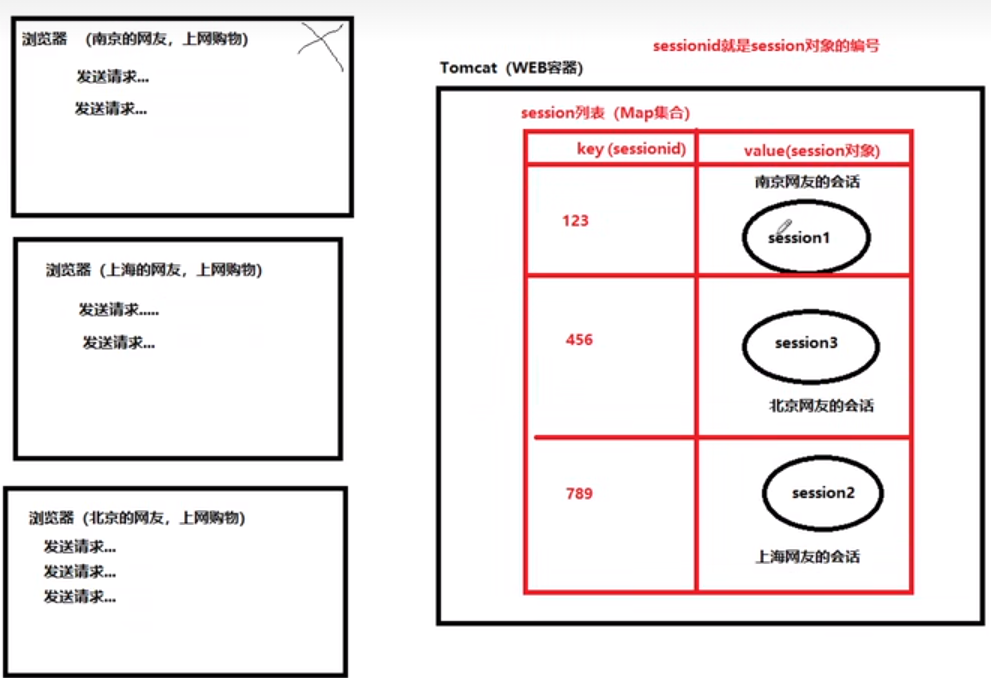 浏览器 (南京的网友，上网购物)
发送请求...
发送请求...
浏览器 (上海的网友，上网购物)
发送请求.....
发送请求...
浏览器 (北京的网友，上网购物)
发送请求...
发送请求...
发送请求...
sessionid就是session对象的编号
Tomcat (WEB容器)
session列表 (Map集合)
key (sessionid) value(session对象)
南京网友的会话
123 session1
456 session3
北京网友的会话
789 session2
上海网友的会话